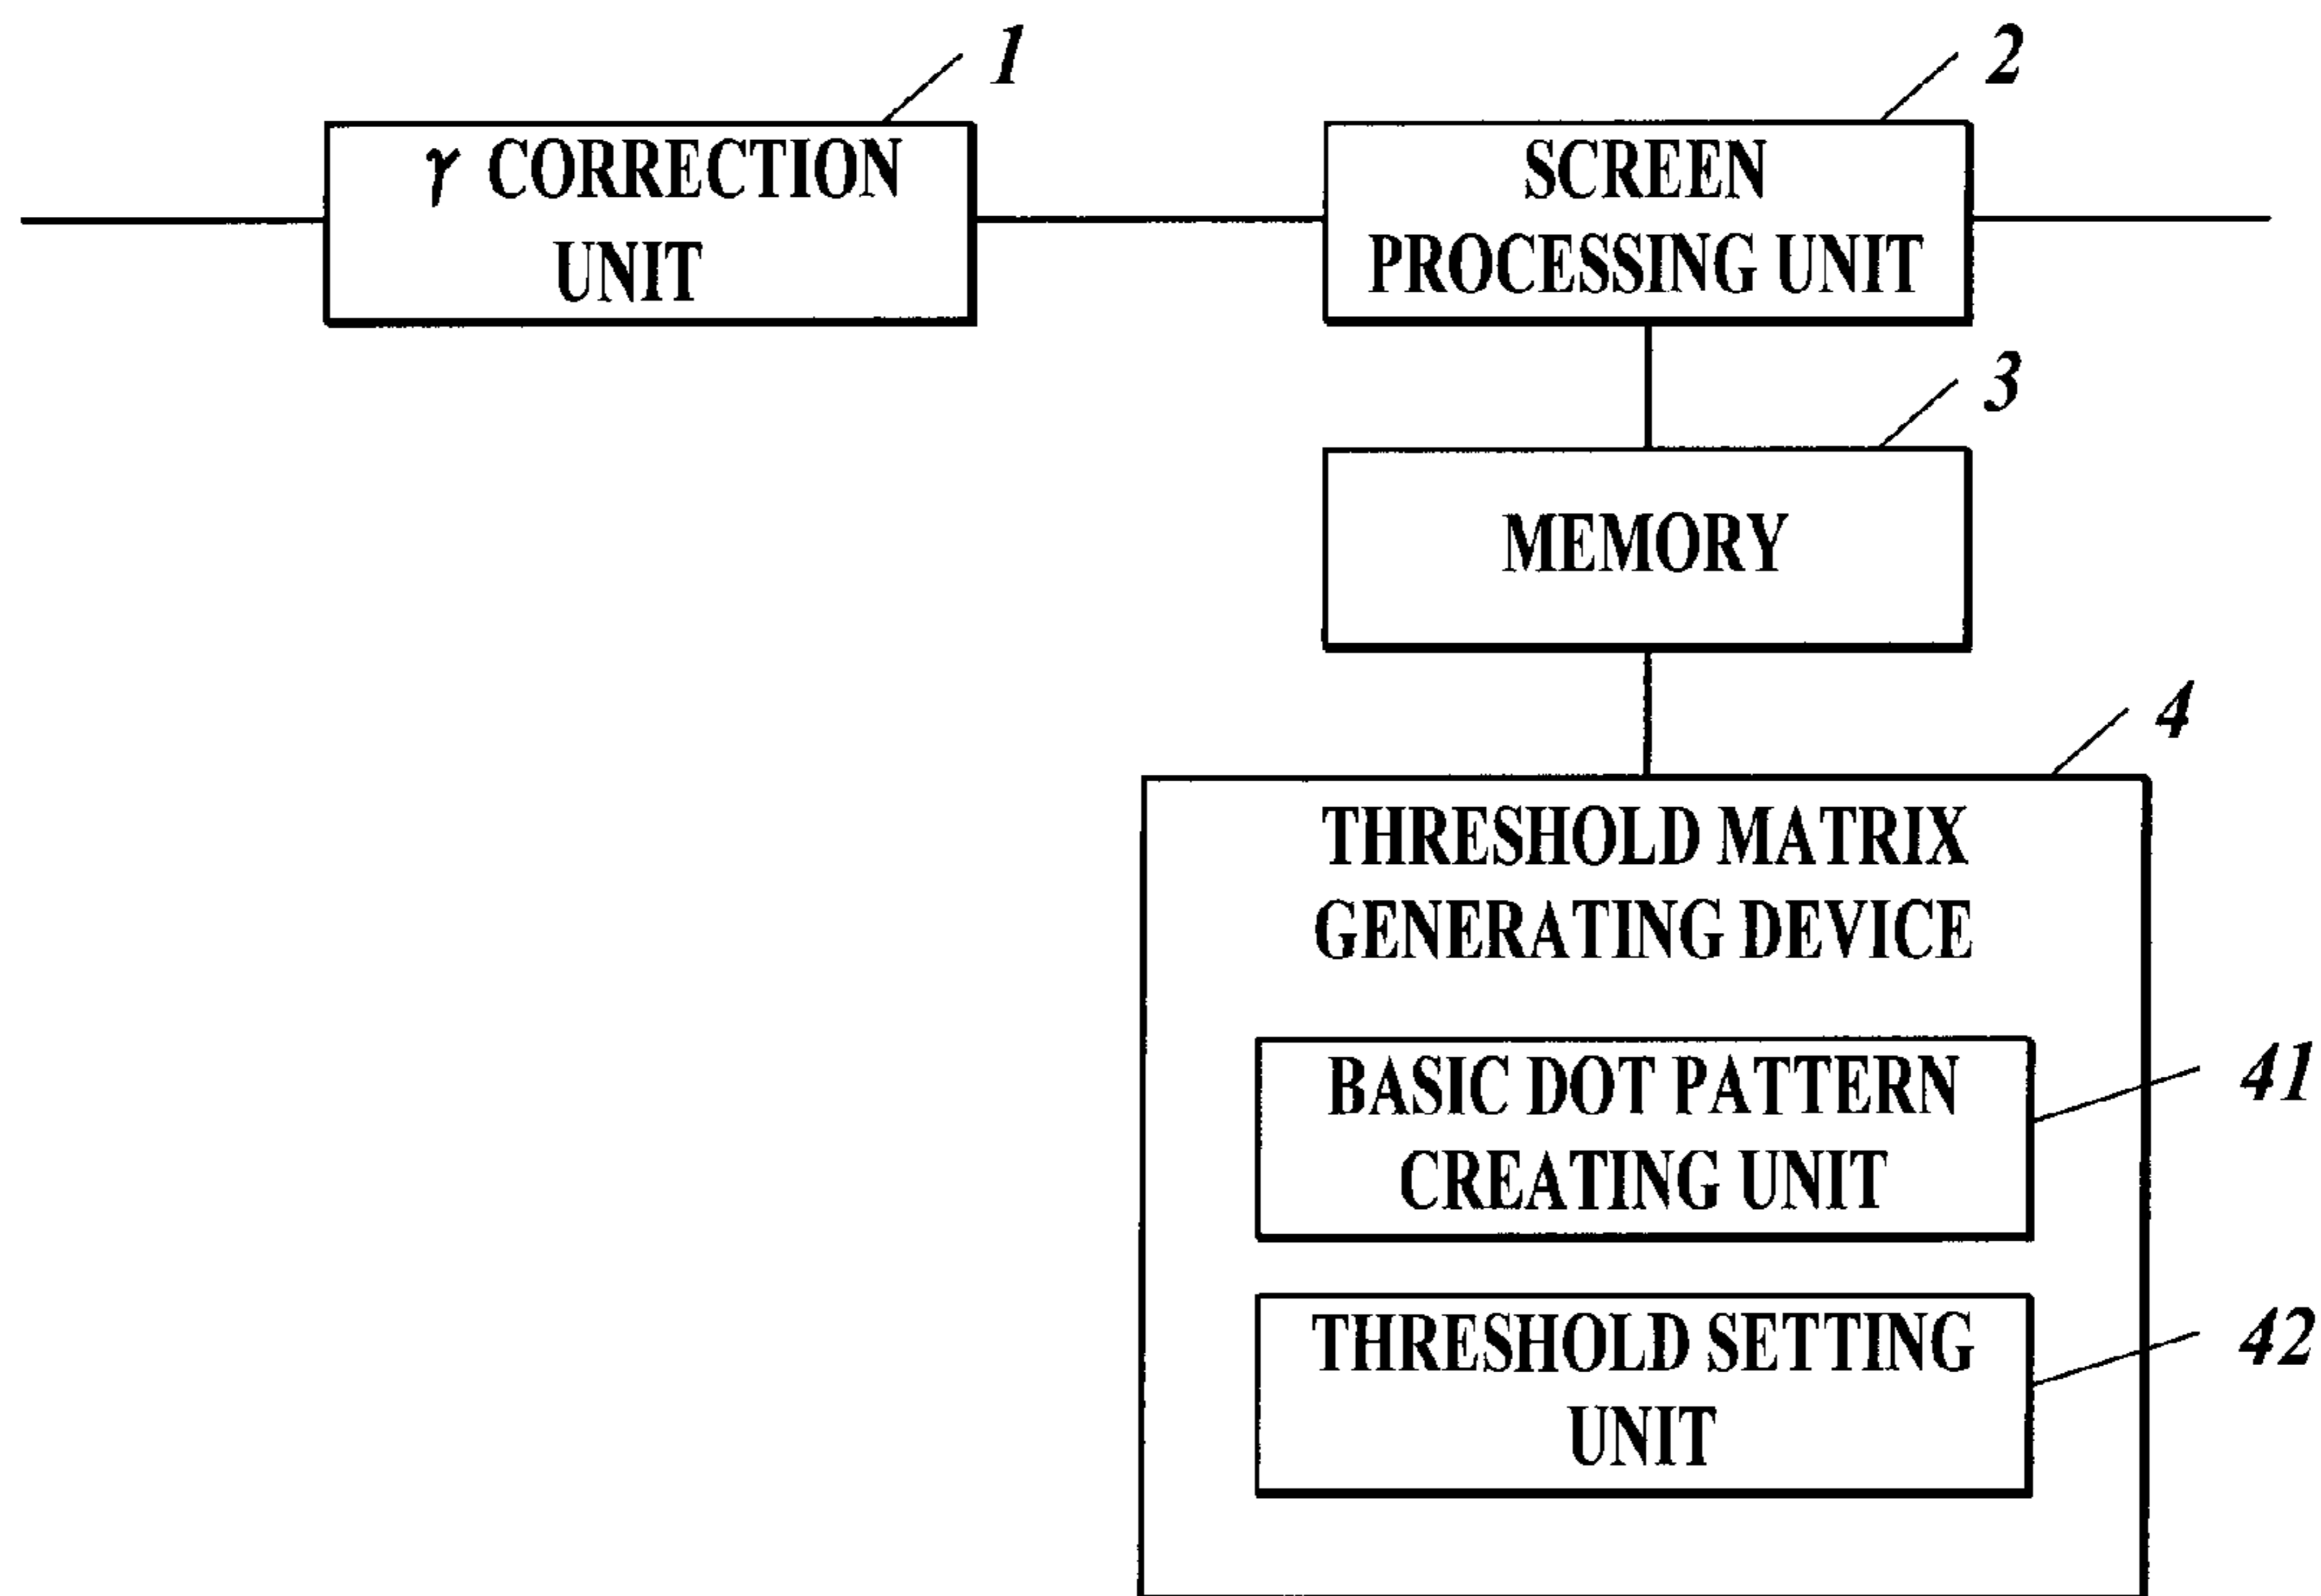 1
2
γ CORRECTION
UNIT
SCREEN
PROCESSING UNIT
3
MEMORY
4
THRESHOLD MATRIX
GENERATING DEVICE
BASIC DOT PATTERN
CREATING UNIT
41
THRESHOLD SETTING
UNIT
42